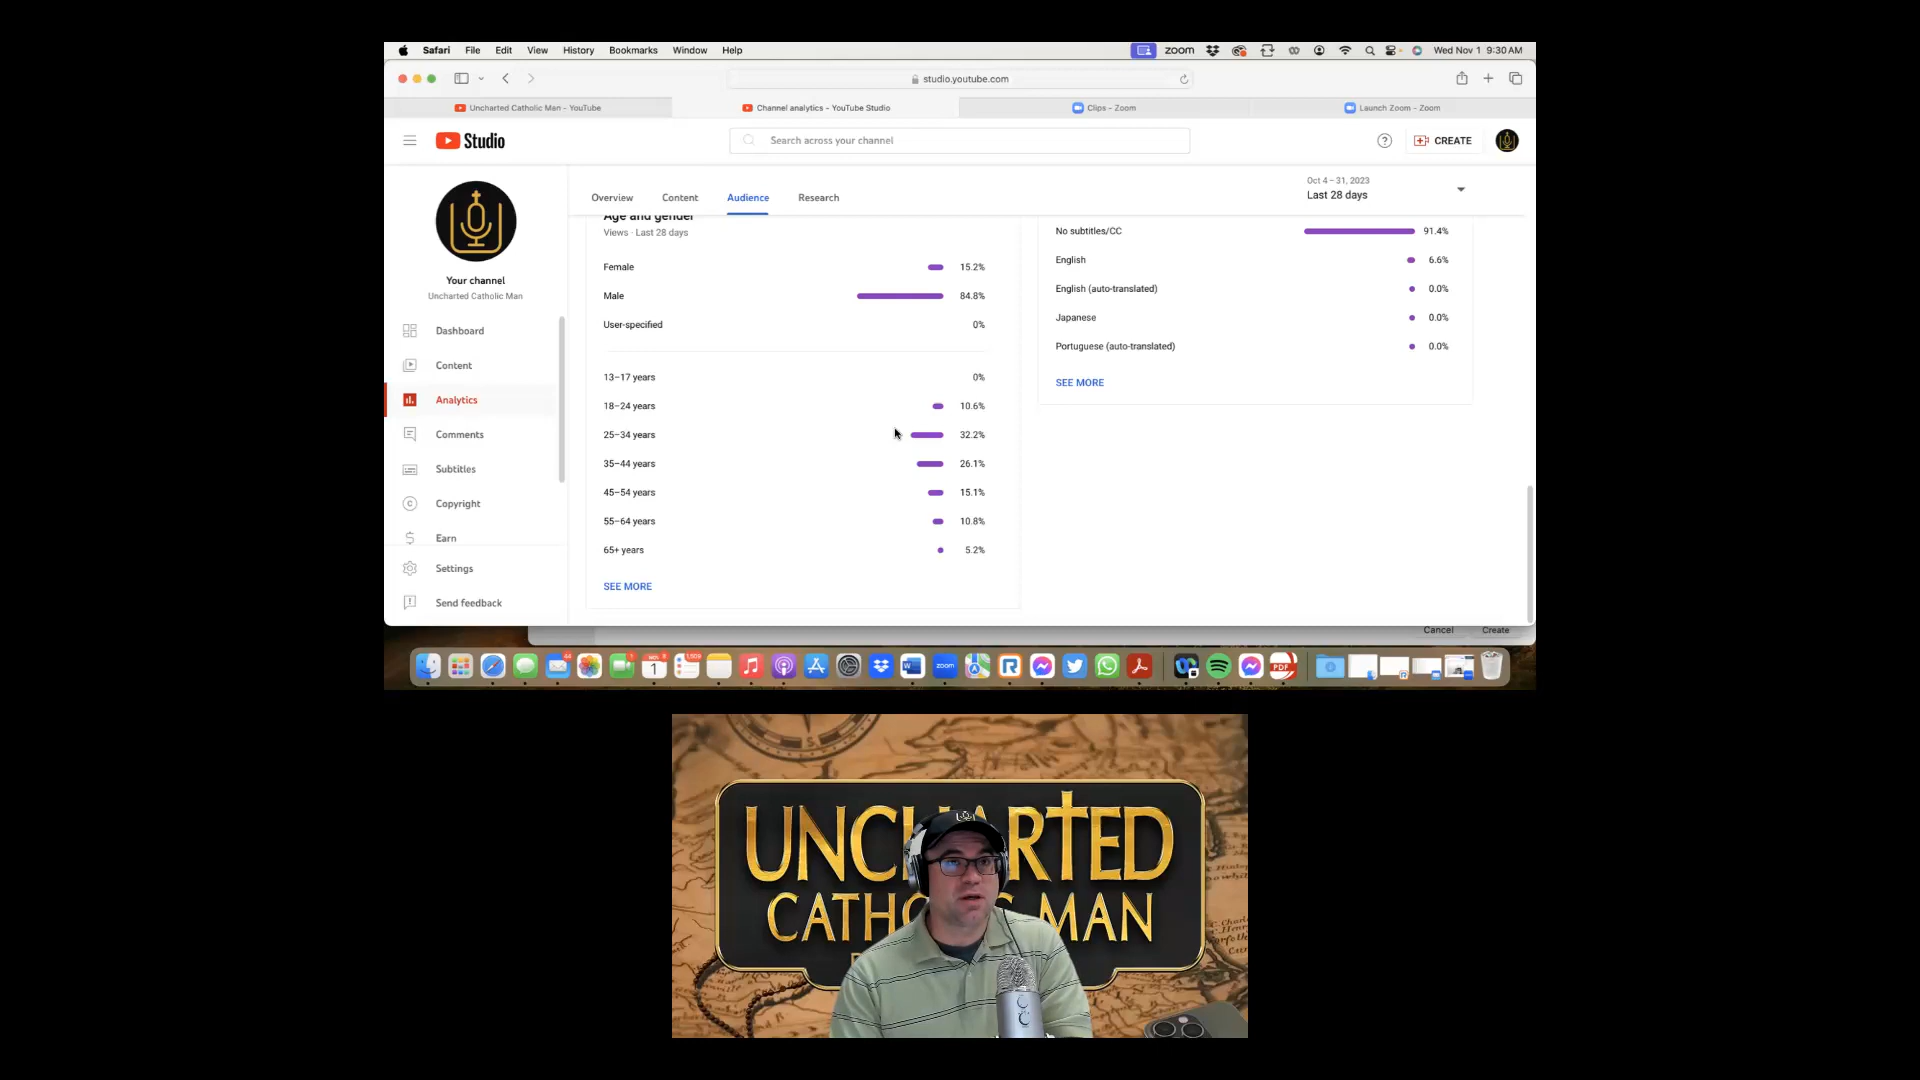 Safari File Edit View History Bookmarks Window Help zoom Wed Nov 1 9:30 AM
studio.youtube.com
Uncharted Catholic Man - YouTube Channel analytics - YouTube Studio Clips - Zoom Launch Zoom - Zoom
Studio Search across your channel CREATE
Overview Content Audience Research
Oct 4 – 31, 2023
Last 28 days
Your channel
Uncharted Catholic Man
Dashboard
Content
Analytics
Comments
Subtitles
Copyright
Earn
Settings
Send feedback
Age and gender
Views · Last 28 days
Female 15.2%
Male 84.8%
User-specified 0%
13–17 years 0%
18–24 years 10.6%
25–34 years 32.2%
35–44 years 26.1%
45–54 years 15.1%
55–64 years 10.8%
65+ years 5.2%
SEE MORE
No subtitles/CC 91.4%
English 6.6%
English (auto-translated) 0.0%
Japanese 0.0%
Portuguese (auto-translated) 0.0%
SEE MORE
Cancel Create
zoom
PDF
UNCHARTED
CATHOLIC MAN